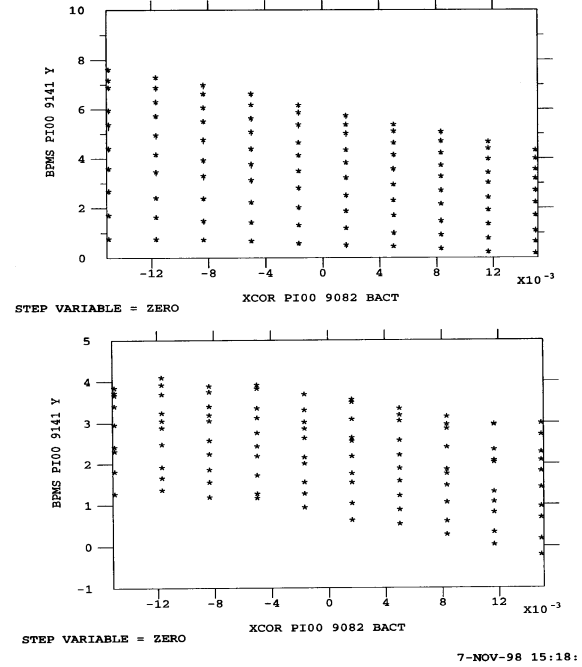 10
8
6
4
2
0
BPMS PI00 9141 Y
-12 -8 -4 0 4 8 12 X10 -3
XCOR PI00 9082 BACT
STEP VARIABLE = ZERO
5
4
3
2
1
0
-1
BPMS PI00 9141 Y
-12 -8 -4 0 4 8 12 X10 -3
XCOR PI00 9082 BACT
STEP VARIABLE = ZERO
7-NOV-98 15:18: